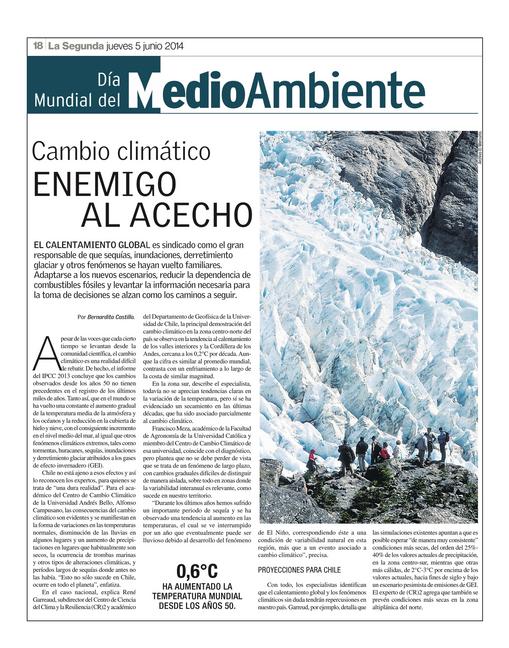 18 La Segunda jueves 5 junio 2014
Día
Mundial del MedioAmbiente
Cambio climático
ENEMIGO
AL ACECHO
EL CALENTAMIENTO GLOBAL es sindicado como el gran
responsable de que sequías, inundaciones, derretimiento
glaciar y otros fenómenos se hayan vuelto familiares.
Adaptarse a los nuevos escenarios, reducir la dependencia de
combustibles fósiles y levantar la información necesaria para
la toma de decisiones se alzan como los caminos a seguir.
Por Bernardita Castillo.
A pesar de las voces que cada cierto
tiempo se levantan desde la
comunidad científica, el cambio
climático es una realidad difícil
de rebatir. De hecho, el informe
del IPCC 2013 concluye que los cambios
observados desde los años 50 no tienen
precedentes en el registro de los últimos
miles de años. Tanto así, que en el mundo se
ha vuelto una constante el aumento gradual
de la temperatura media de la atmósfera y
los océanos y la reducción en la cubierta de
hielo y nieve, con el consiguiente incremento
en el nivel medio del mar, al igual que otros
fenómenos climáticos extremos, tales como
tormentas, huracanes, sequías, inundaciones
y derretimiento glaciar atribuidos a los gases
de efecto invernadero (GEI).
Chile no está ajeno a esos efectos y así
lo reconocen los expertos, para quienes se
trata de "una dura realidad". Para el aca-
démico del Centro de Cambio Climático
de la Universidad Andrés Bello, Alfonso
Campusano, las consecuencias del cambio
climático son evidentes y se manifiestan en
la forma de variaciones en las temperaturas
normales, disminución de las lluvias en
algunos lugares y un aumento de precipi-
taciones en lugares que habitualmente son
secos, la ocurrencia de trombas marinas
y otros tipos de alteraciones climáticas, y
períodos largos de sequías donde antes no
las había. "Esto no sólo sucede en Chile,
ocurre en todo el planeta", enfatiza.
En el caso nacional, explica René
Garreaud, subdirector del Centro de Ciencia
del Clima y la Resiliencia (CR)2 y académico
del Departamento de Geofísica de la Univer-
sidad de Chile, la principal demostración del
cambio climático en la zona centro-norte del
país se observa en la tendencia al calentamiento
de los valles interiores y la Cordillera de los
Andes, cercana a los 0,2°C por década. Aun-
que la cifra es similar al promedio mundial,
contrasta con un enfriamiento a lo largo de
la costa de similar magnitud.
En la zona sur, describe el especialista,
todavía no se aprecian tendencias claras
en la variación de la temperatura, pero sí se ha
evidenciado un secamiento en las últimas
décadas, que ha sido asociado parcialmente
al cambio climático.
Francisco Meza, académico de la Facultad
de Agronomía de la Universidad Católica y
miembro del Centro de Cambio Climático de
esa universidad, coincide con el diagnóstico,
pero plantea que no se debe perder de vista
que se trata de un fenómeno de largo plazo,
con cambios graduales difíciles de distinguir
de manera aislada, sobre todo en zonas donde
la variabilidad interanual es relevante, como
sucede en nuestro territorio.
"Durante los últimos años hemos sufrido
un importante período de sequía y se ha
observado una tendencia al aumento en las
temperaturas, el cual se ve interrumpido
por un año que eventualmente puede ser
lluvioso debido al desarrollo del fenómeno
0,6°C
HA AUMENTADO LA
TEMPERATURA MUNDIAL
DESDE LOS AÑOS 50.
de El Niño, correspondiendo éste a una
condición de variabilidad natural en esta
región, más que a un evento asociado a
cambio climático", precisa.
PROYECCIONES PARA CHILE
Con todo, los especialistas identifican
que el calentamiento global y los fenómenos
climáticos sin duda tendrán repercusiones en
nuestro país. Garreaud, por ejemplo, detalla que
las simulaciones existentes apuntan a que es
posible esperar "de manera muy consistente"
condiciones más secas, del orden del 25%-
40% de los valores actuales de precipitación,
en la zona centro-sur, mientras que otras
más cálidas, de 2°C-3°C por encima de los
valores actuales, hacia fines de siglo y bajo
un escenario pesimista de emisiones de GEI.
El experto de (CR)2 agrega que también se
prevén condiciones más secas en la zona
altiplánica del norte.